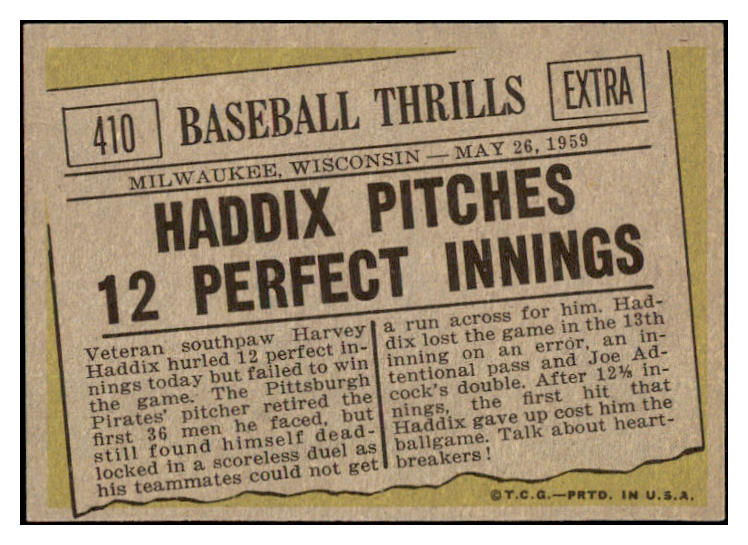 410
BASEBALL THRILLS
EXTRA
MILWAUKEE, WISCONSIN — MAY 26, 1959
HADDIX PITCHES
12 PERFECT INNINGS
Veteran southpaw Harvey
Haddix hurled 12 perfect in-
nings today but failed to win
the game. The Pittsburgh
Pirates' pitcher retired the
first 36 men he faced, but
still found himself dead-
locked in a scoreless duel as
his teammates could not get
a run across for him. Had-
dix lost the game in the 13th
inning on an error, an in-
tentional pass and Joe Ad-
cock's double. After 12⅓ in-
nings, the first hit that
Haddix gave up cost him the
ballgame. Talk about heart-
breakers!
©T.C.G.—PRTD. IN U.S.A.